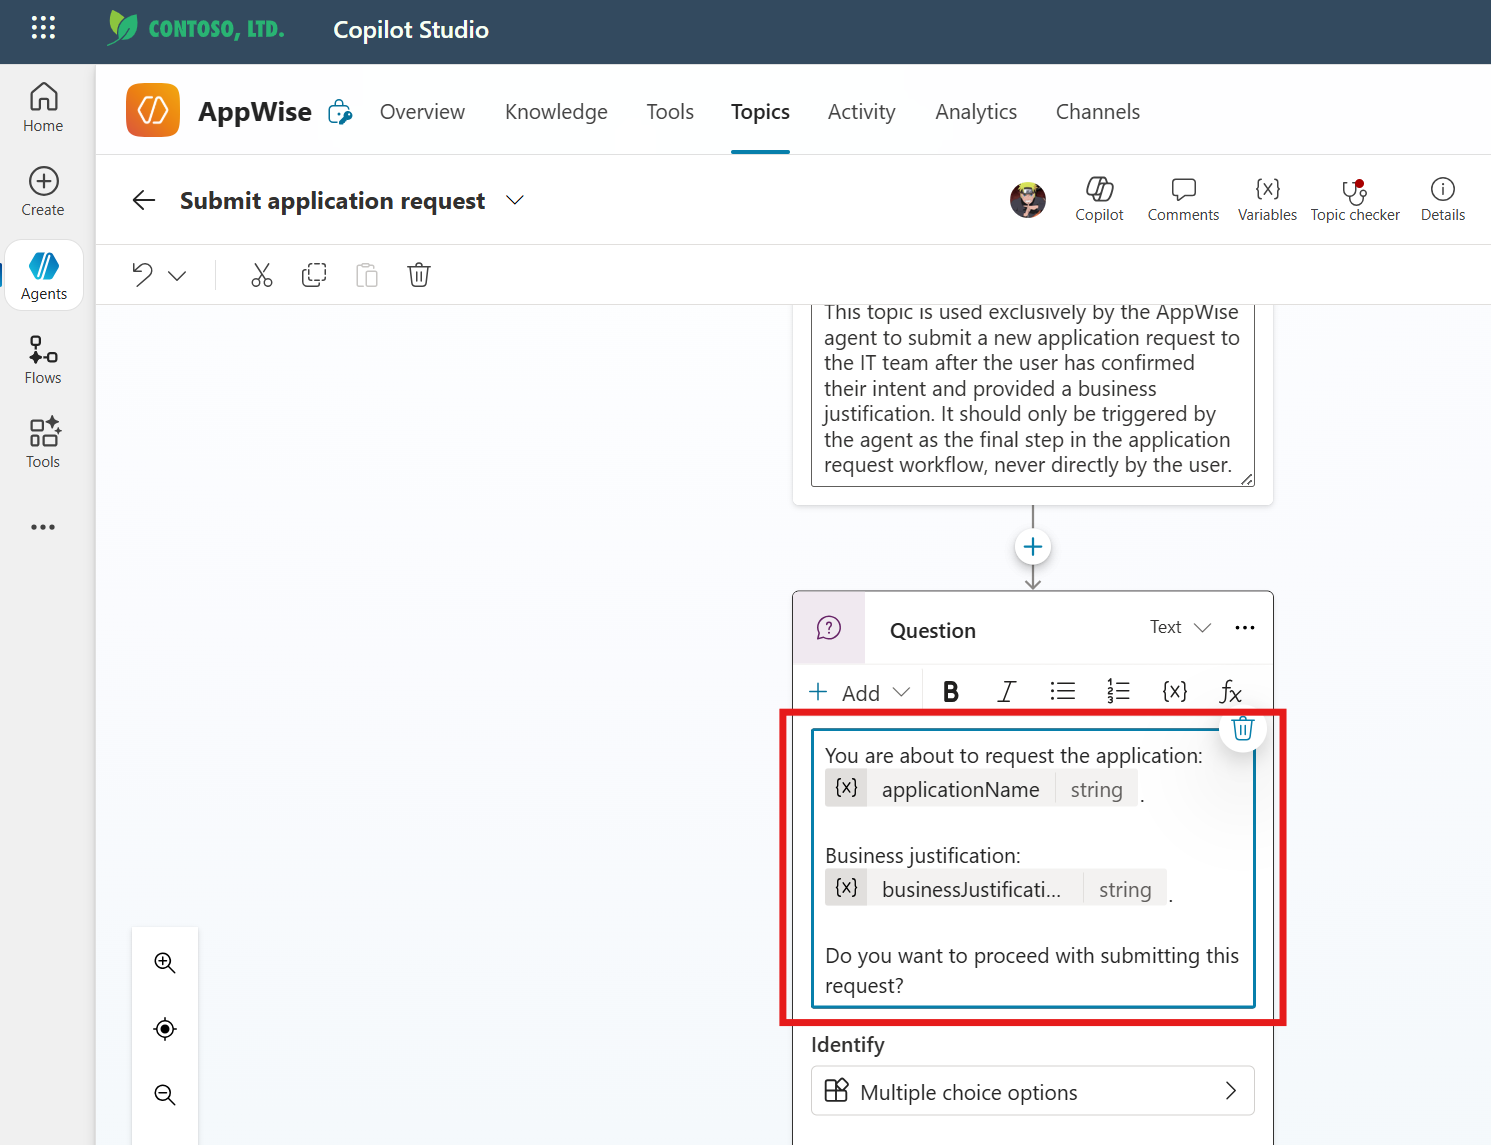 CONTOSO, LTD.
Copilot Studio
Home
Create
Agents
Flows
Tools
AppWise
Overview
Knowledge
Tools
Topics
Activity
Analytics
Channels
Submit application request
Copilot
Comments
{x}
Variables
Topic checker
Details
This topic is used exclusively by the AppWise
agent to submit a new application request to
the IT team after the user has confirmed
their intent and provided a business
justification. It should only be triggered by
the agent as the final step in the application
request workflow, never directly by the user.
Question
Text
Add
B
I
{x}
fx
You are about to request the application:
{x} applicationName string .
Business justification:
{x} businessJustificati... string .
Do you want to proceed with submitting this
request?
Identify
Multiple choice options